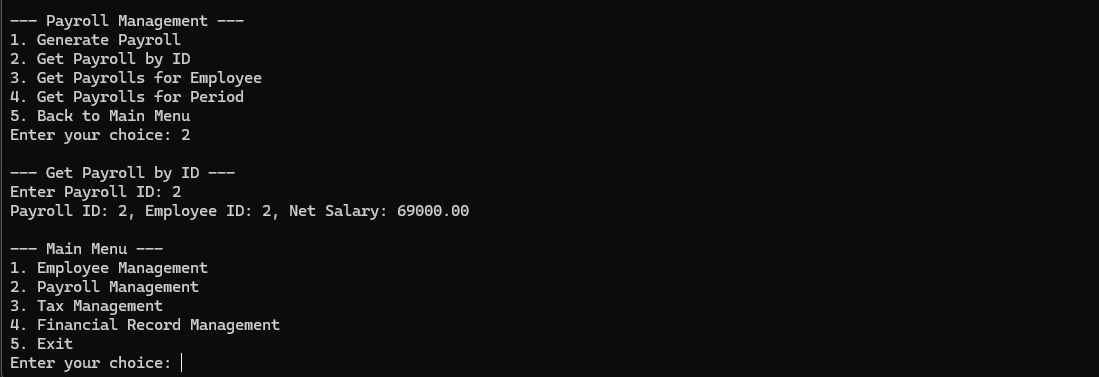 --- Payroll Management ---
1. Generate Payroll
2. Get Payroll by ID
3. Get Payrolls for Employee
4. Get Payrolls for Period
5. Back to Main Menu
Enter your choice: 2
--- Get Payroll by ID ---
Enter Payroll ID: 2
Payroll ID: 2, Employee ID: 2, Net Salary: 69000.00
--- Main Menu ---
1. Employee Management
2. Payroll Management
3. Tax Management
4. Financial Record Management
5. Exit
Enter your choice: